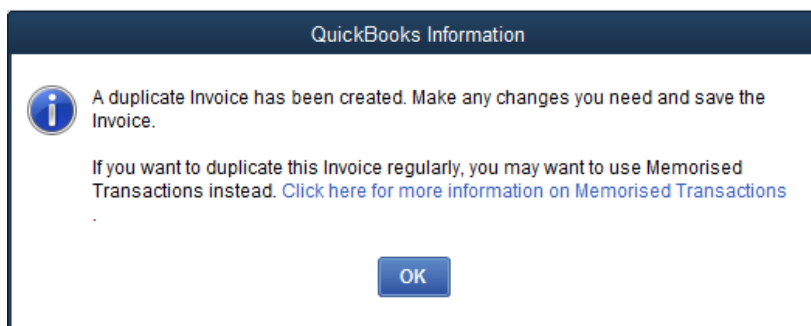 QuickBooks Information
A duplicate Invoice has been created. Make any changes you need and save the
Invoice.
If you want to duplicate this Invoice regularly, you may want to use Memorised
Transactions instead. Click here for more information on Memorised Transactions
.
OK